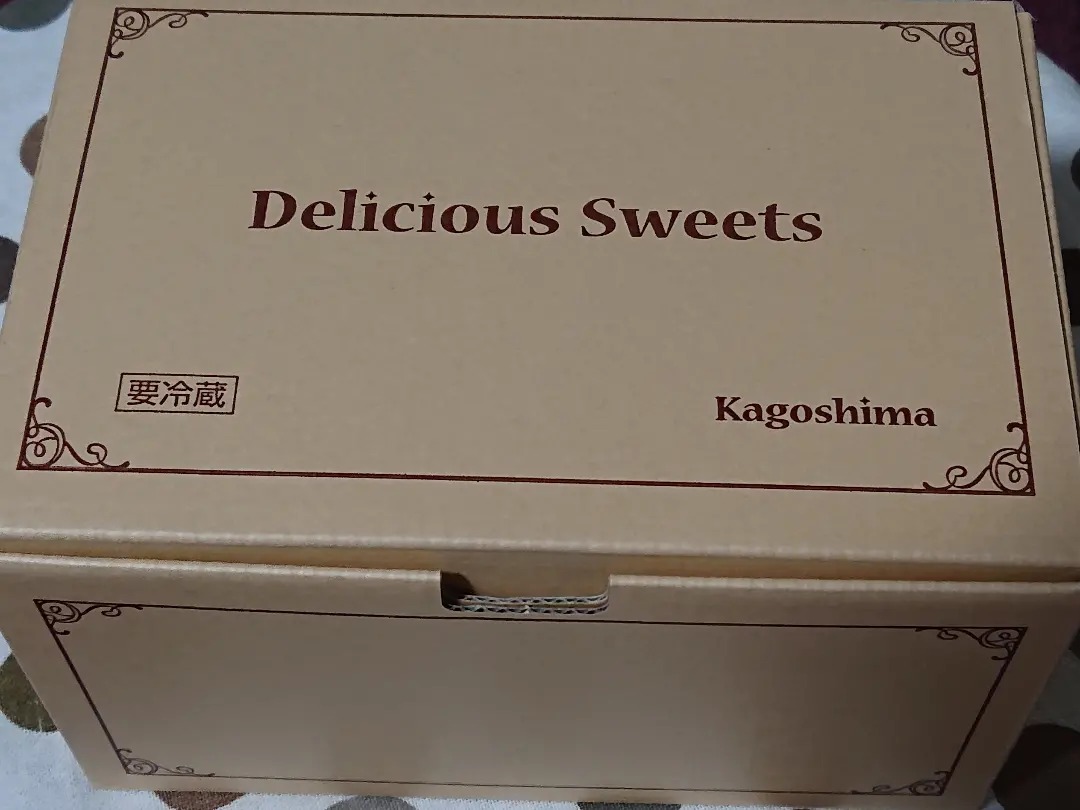 Delicious Sweets
要冷蔵
Kagoshima